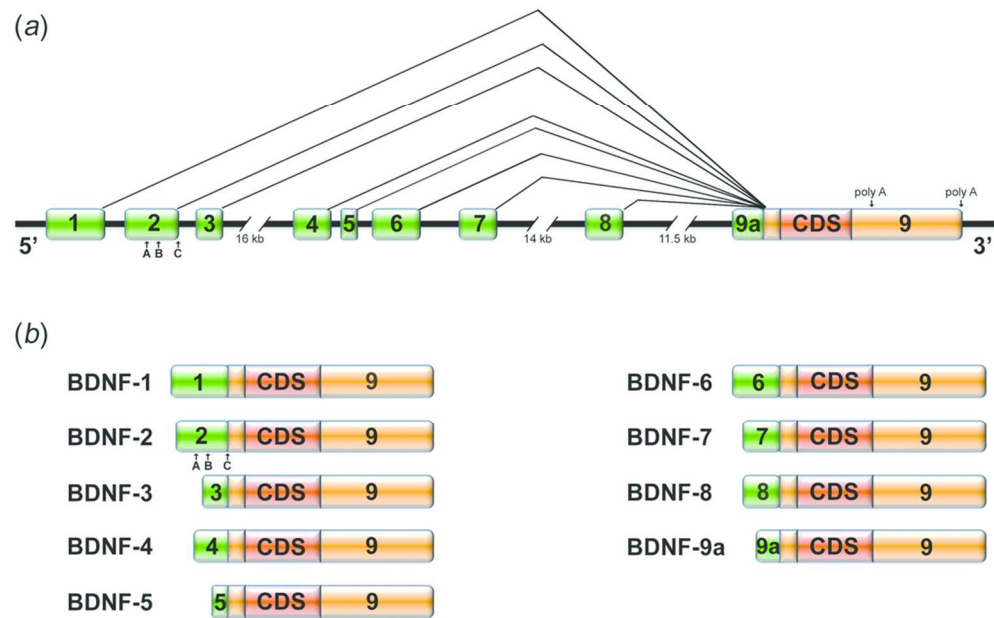 (a)
poly A
poly A
1 2 3 4 5 6 7 8 9a CDS 9
5’ A B C 16 kb 14 kb 11.5 kb 3’
(b)
BDNF-1 1 CDS 9
BDNF-2 2 CDS 9
A B C
BDNF-3 3 CDS 9
BDNF-4 4 CDS 9
BDNF-5 5 CDS 9
BDNF-6 6 CDS 9
BDNF-7 7 CDS 9
BDNF-8 8 CDS 9
BDNF-9a 9a CDS 9